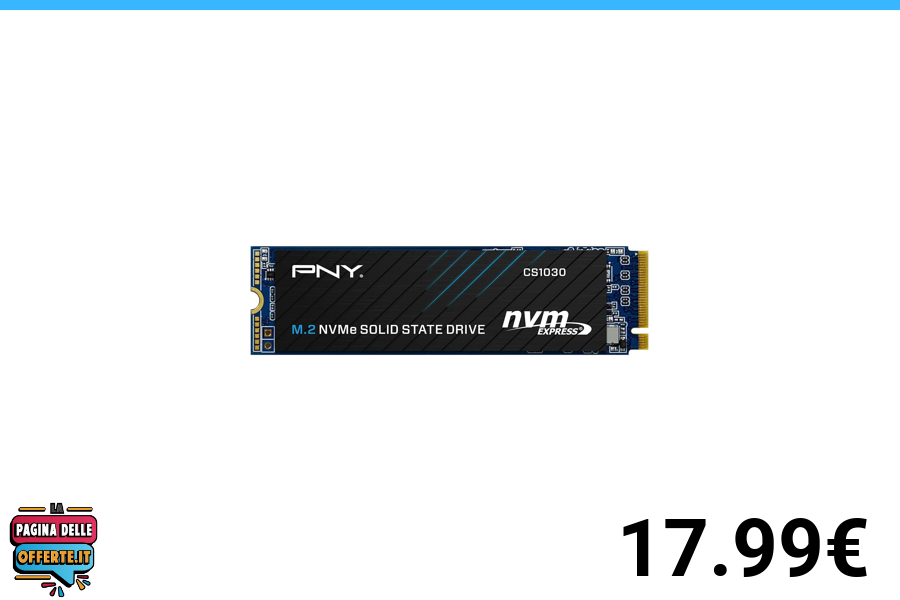 PNY.
CS1030
M.2 NVMe SOLID STATE DRIVE
nvm
EXPRESS
LA
PAGINA DELLE
OFFERTE.IT
17.99€